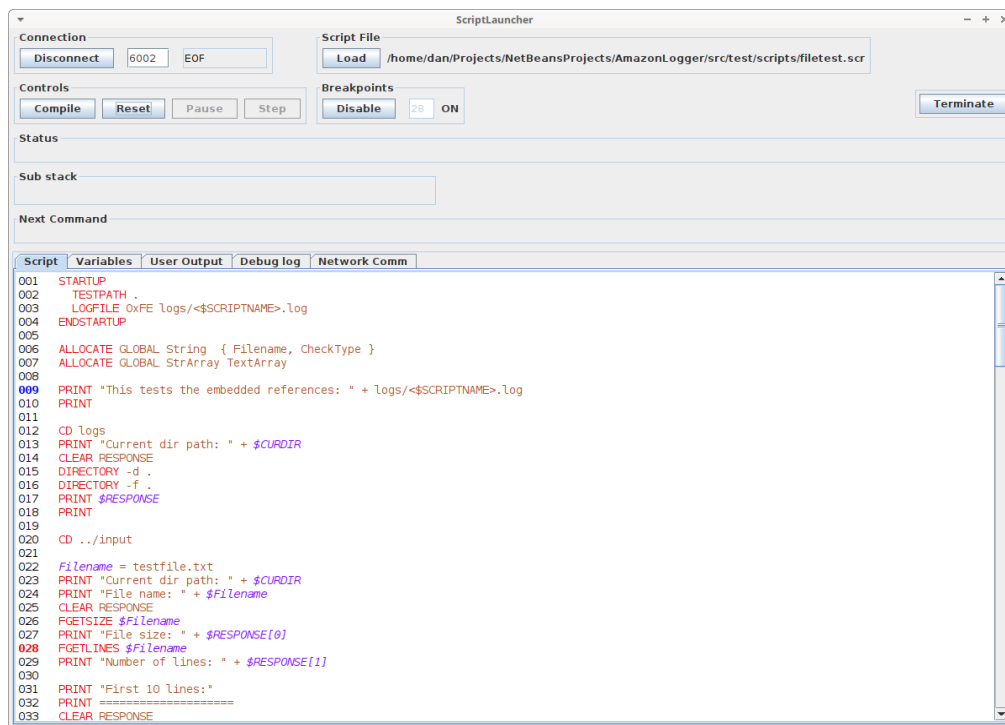 ScriptLauncher
Connection
Disconnect 6002 EOF
Script File
Load /home/dan/Projects/NetBeansProjects/AmazonLogger/src/test/scripts/filetest.scr
Controls
Compile Reset Pause Step
Breakpoints
Disable 28 ON
Terminate
Status
Sub stack
Next Command
Script Variables User Output Debug log Network Comm
001 STARTUP
002 TESTPATH .
003 LOGFILE 0xFE logs/<$SCRIPTNAME>.log
004 ENDSTARTUP
005
006 ALLOCATE GLOBAL String { Filename, CheckType }
007 ALLOCATE GLOBAL StrArray TextArray
008
009 PRINT "This tests the embedded references: " + logs/<$SCRIPTNAME>.log
010 PRINT
011
012 CD logs
013 PRINT "Current dir path: " + $CURDIR
014 CLEAR RESPONSE
015 DIRECTORY -d .
016 DIRECTORY -f .
017 PRINT $RESPONSE
018 PRINT
019
020 CD ../input
021
022 Filename = testfile.txt
023 PRINT "Current dir path: " + $CURDIR
024 PRINT "File name: " + $Filename
025 CLEAR RESPONSE
026 FGETSIZE $Filename
027 PRINT "File size: " + $RESPONSE[0]
028 FGETLINES $Filename
029 PRINT "Number of lines: " + $RESPONSE[1]
030
031 PRINT "First 10 lines:"
032 PRINT ====================
033 CLEAR RESPONSE